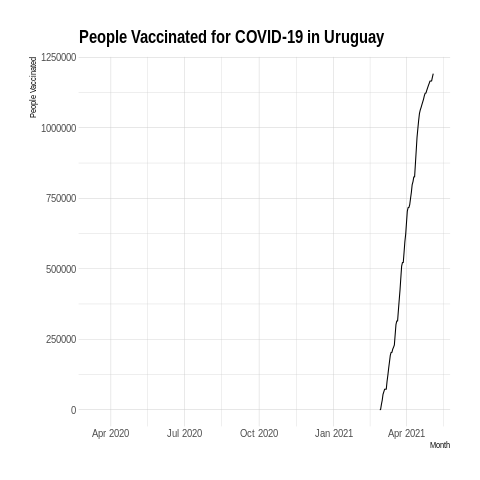 People Vaccinated for COVID-19 in Uruguay
People Vaccinated
1250000
1000000
750000
500000
250000
0
Apr 2020 Jul 2020 Oct 2020 Jan 2021 Apr 2021
Month